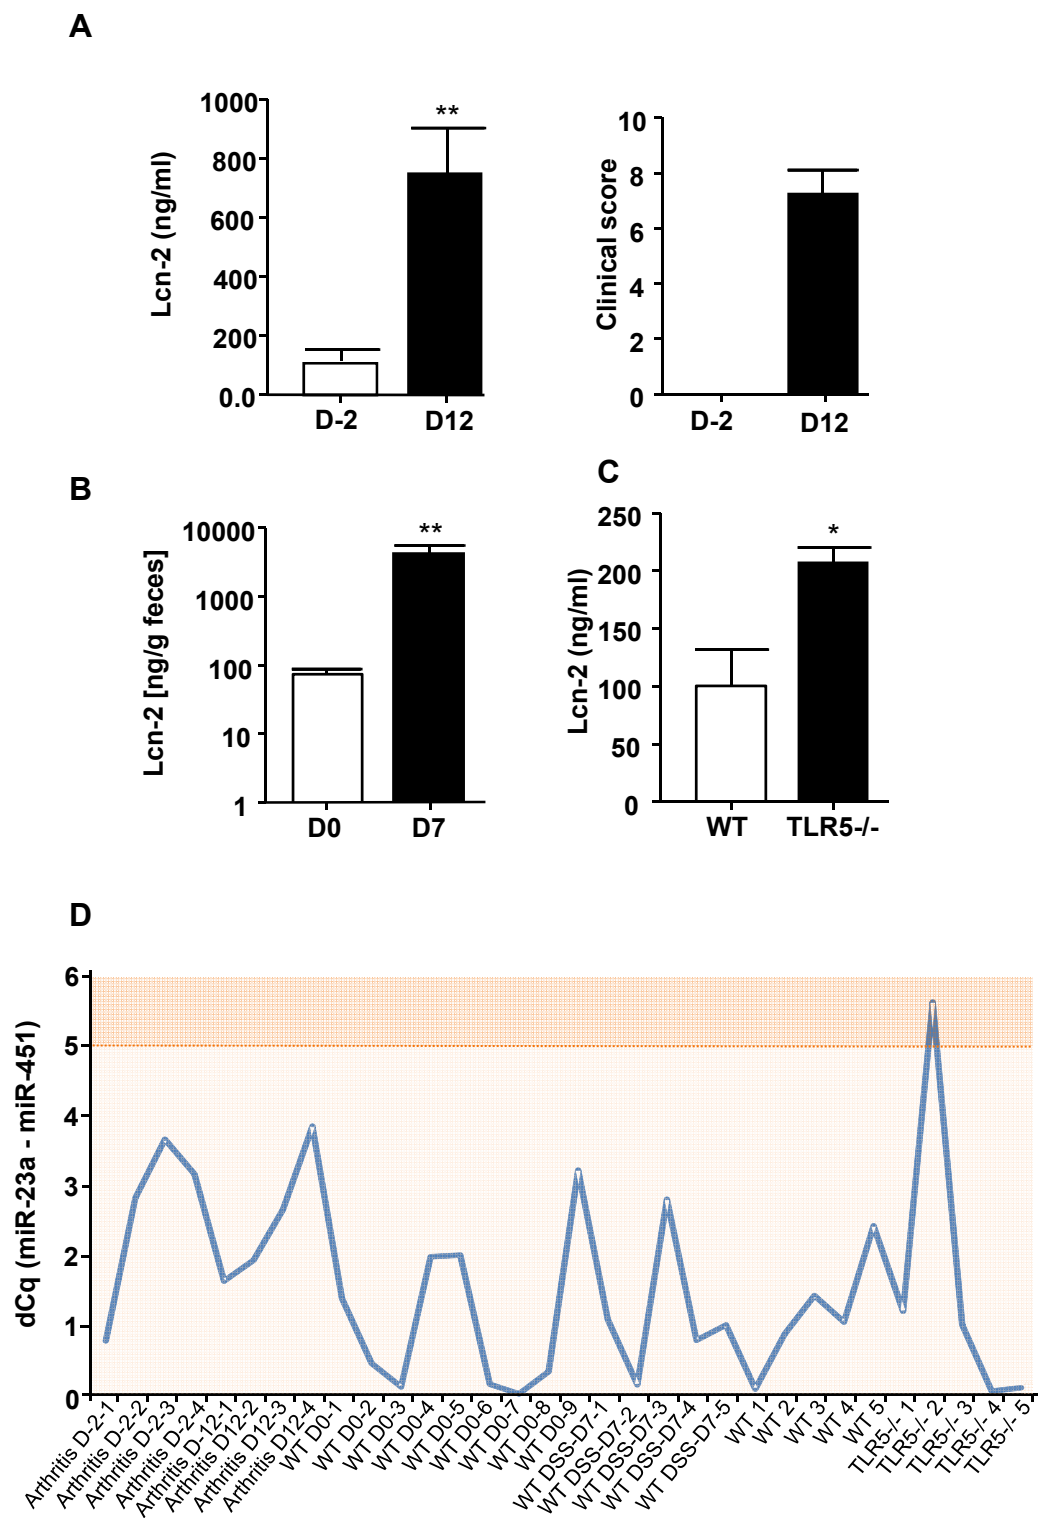 A
Lcn-2 (ng/ml)
1000
800
600
400
200
0.0
**
D-2
D12
Clinical score
10
8
6
4
2
0
D-2
D12
B
Lcn-2 [ng/g feces]
10000
1000
100
10
1
**
D0
D7
C
Lcn-2 (ng/ml)
250
200
150
100
50
0
*
WT
TLR5-/-
D
dCq (miR-23a - miR-451)
6
5
4
3
2
1
0
Arthritis D-2-1
Arthritis D-2-2
Arthritis D-2-3
Arthritis D-2-4
Arthritis D-12-1
Arthritis D12-2
Arthritis D12-3
Arthritis D12-4
WT D0-1
WT D0-2
WT D0-3
WT D0-4
WT D0-5
WT D0-6
WT D0-7
WT D0-8
WT D0-9
WT DSS-D7-1
WT DSS-D7-2
WT DSS-D7-3
WT DSS-D7-4
WT DSS-D7-5
WT 1
WT 2
WT 3
WT 4
WT 5
TLR5-/- 1
TLR5-/- 2
TLR5-/- 3
TLR5-/- 4
TLR5-/- 5